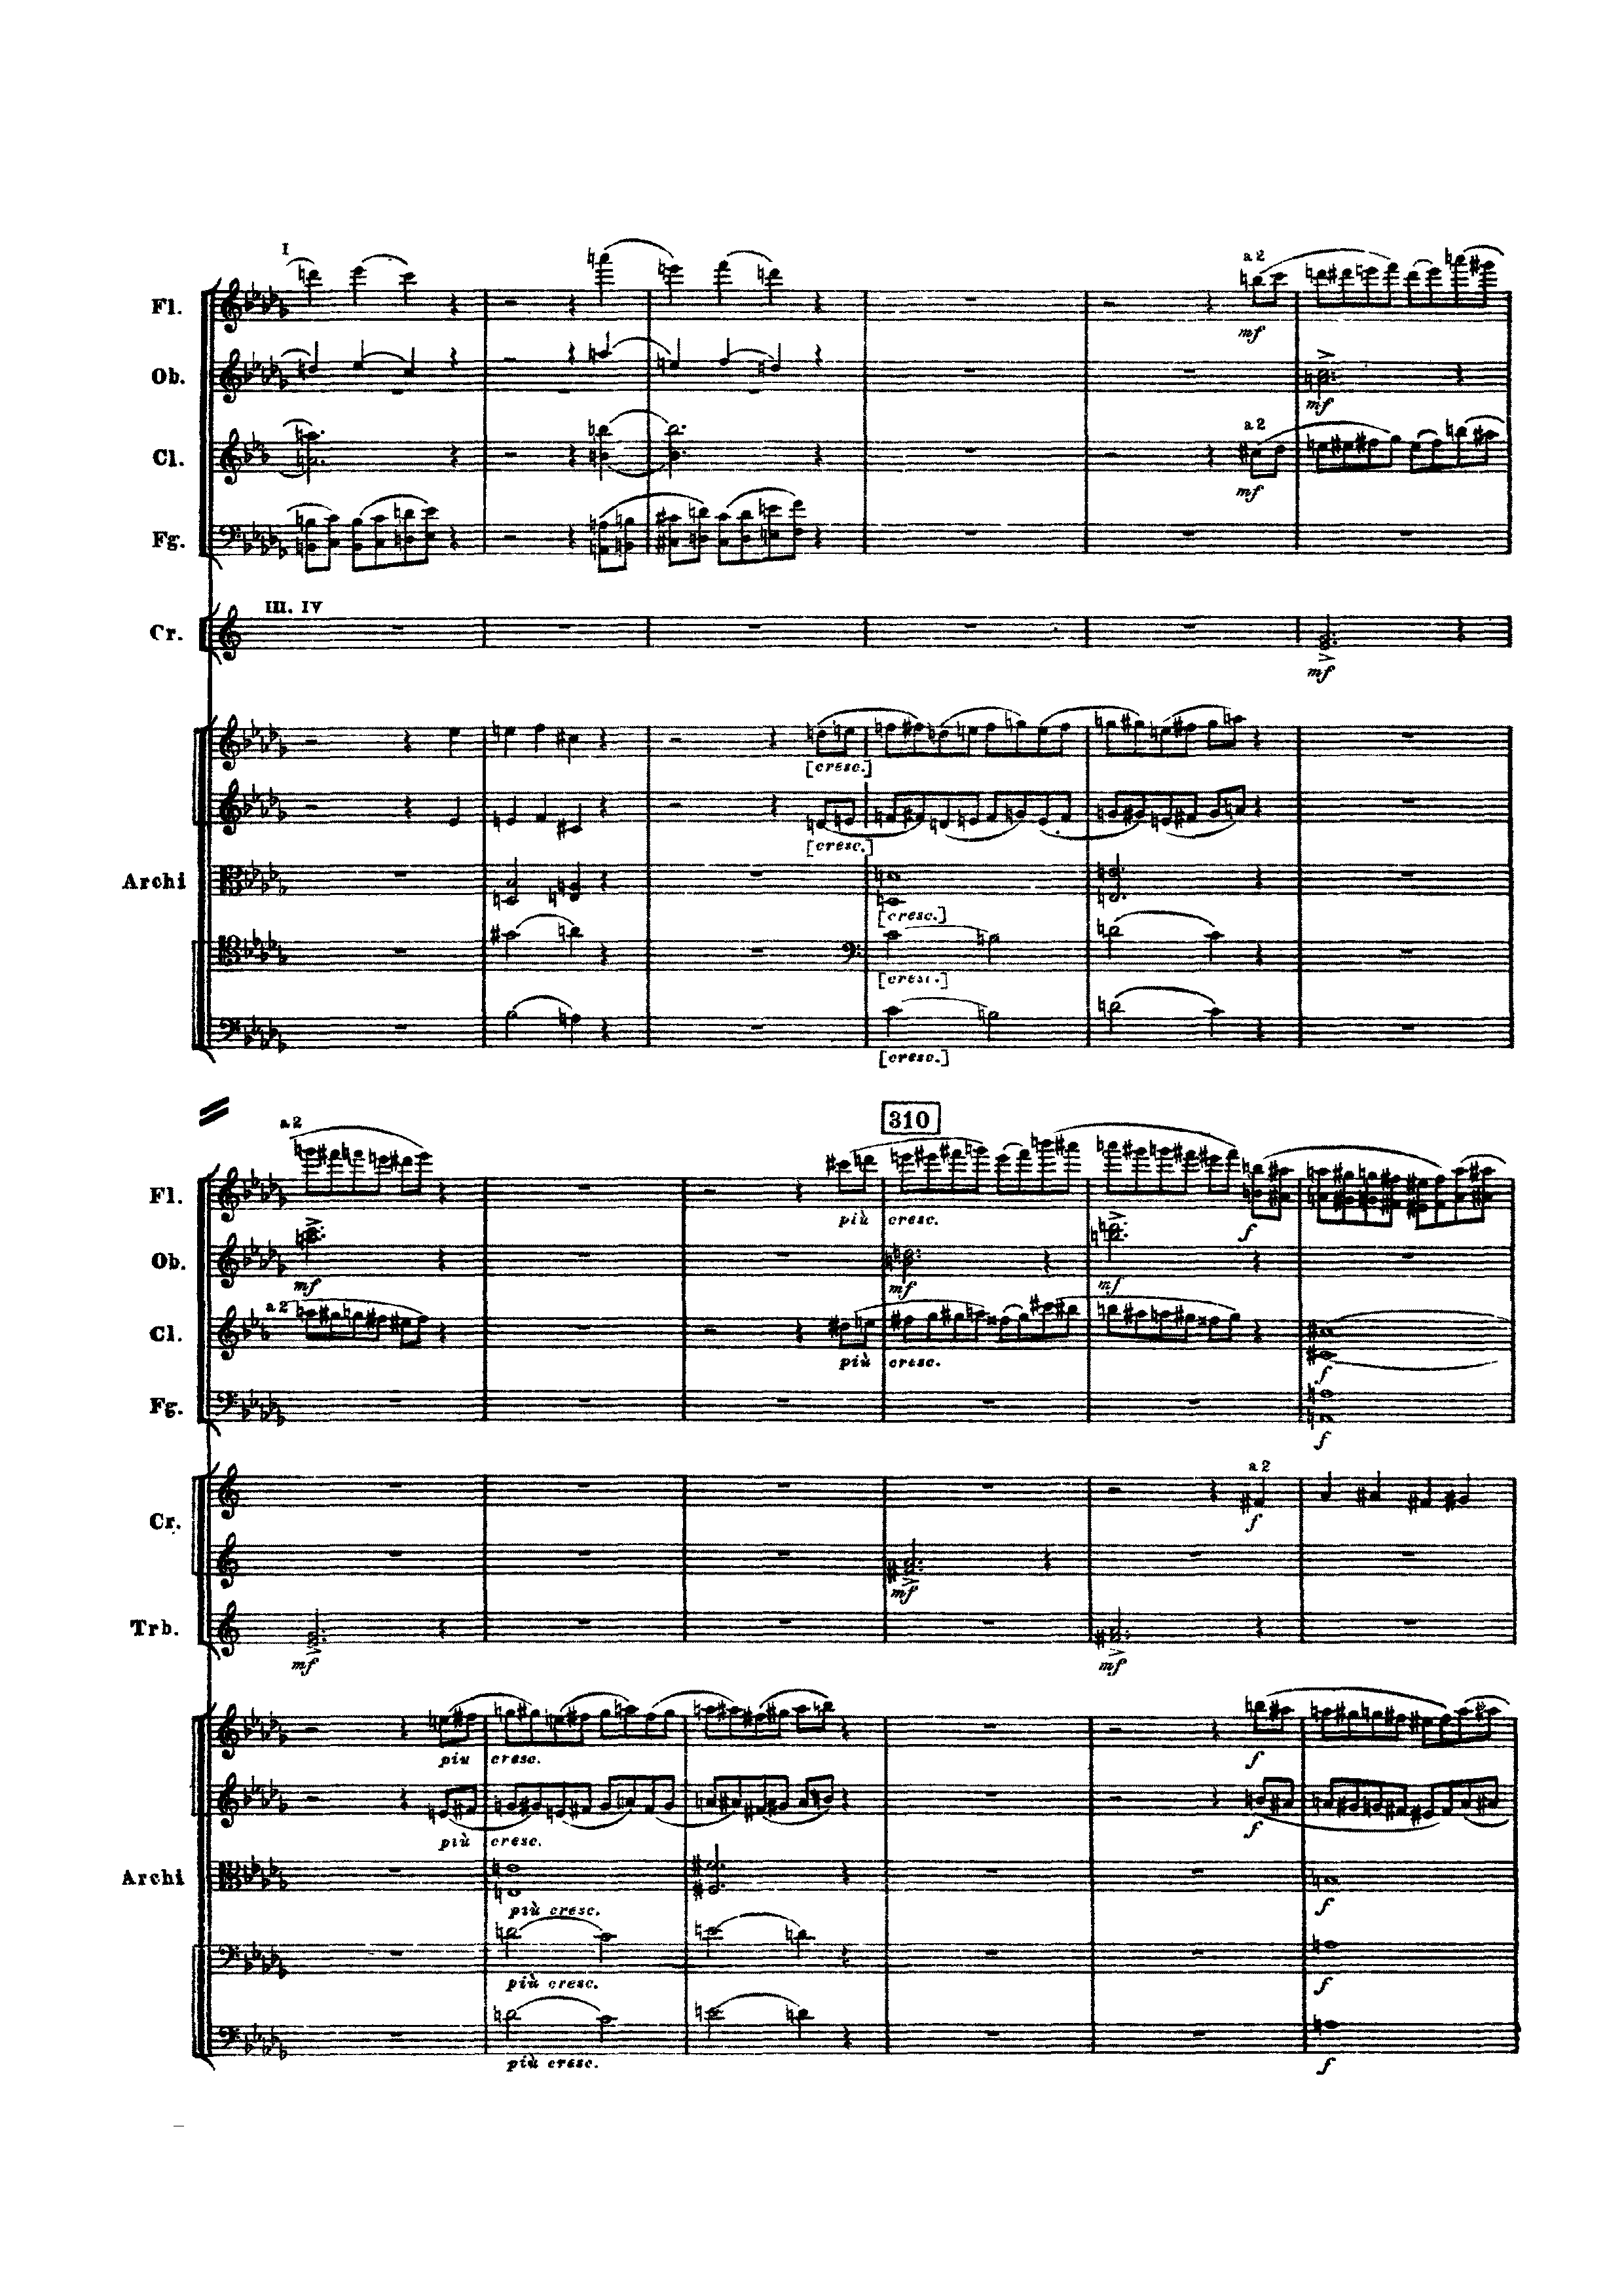 I
a 2
Fl.
mf
Ob.
mf
a 2
Cl.
mf
Fg.
III. IV
Cr.
mf
[cresc.]
[cresc.]
Archi
[cresc.]
[cresc.]
[cresc.]
310
a 2
Fl.
più cresc.
f
Ob.
mf
mf
mf
a 2
Cl.
più cresc.
f
Fg.
f
a 2
Cr.
f
mf
Trb.
mf
mf
piu cresc.
f
più cresc.
f
Archi
più cresc.
f
più cresc.
f
più cresc.
f